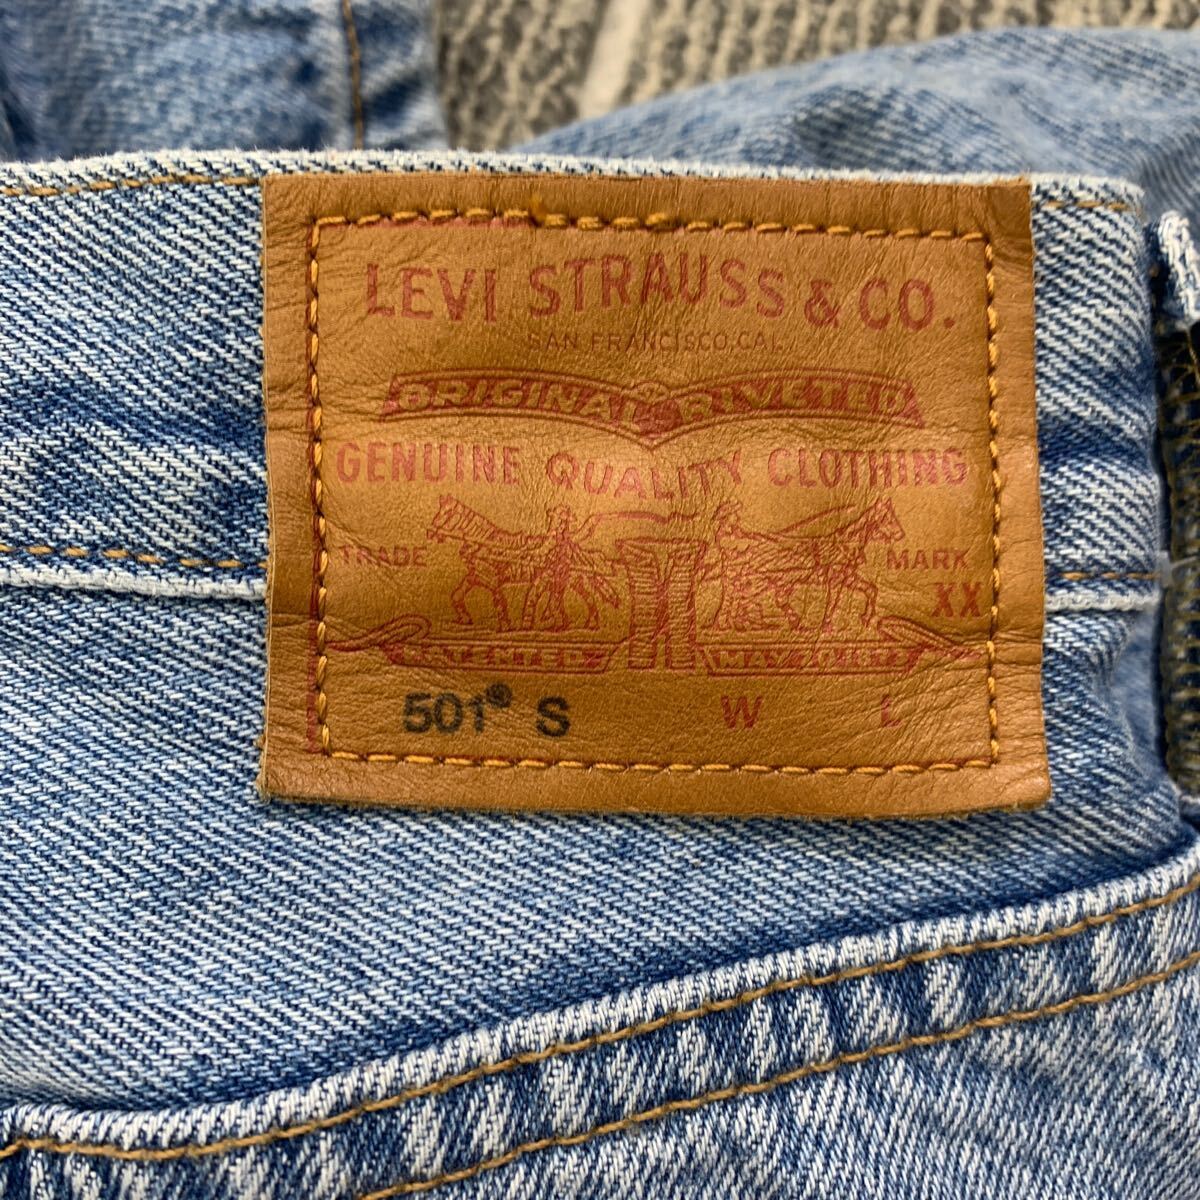 LEVI STRAUSS & CO.
SAN FRANCISCO, CAL.
ORIGINAL RIVETED
GENUINE QUALITY CLOTHING
TRADE MARK
XX
501® S W L